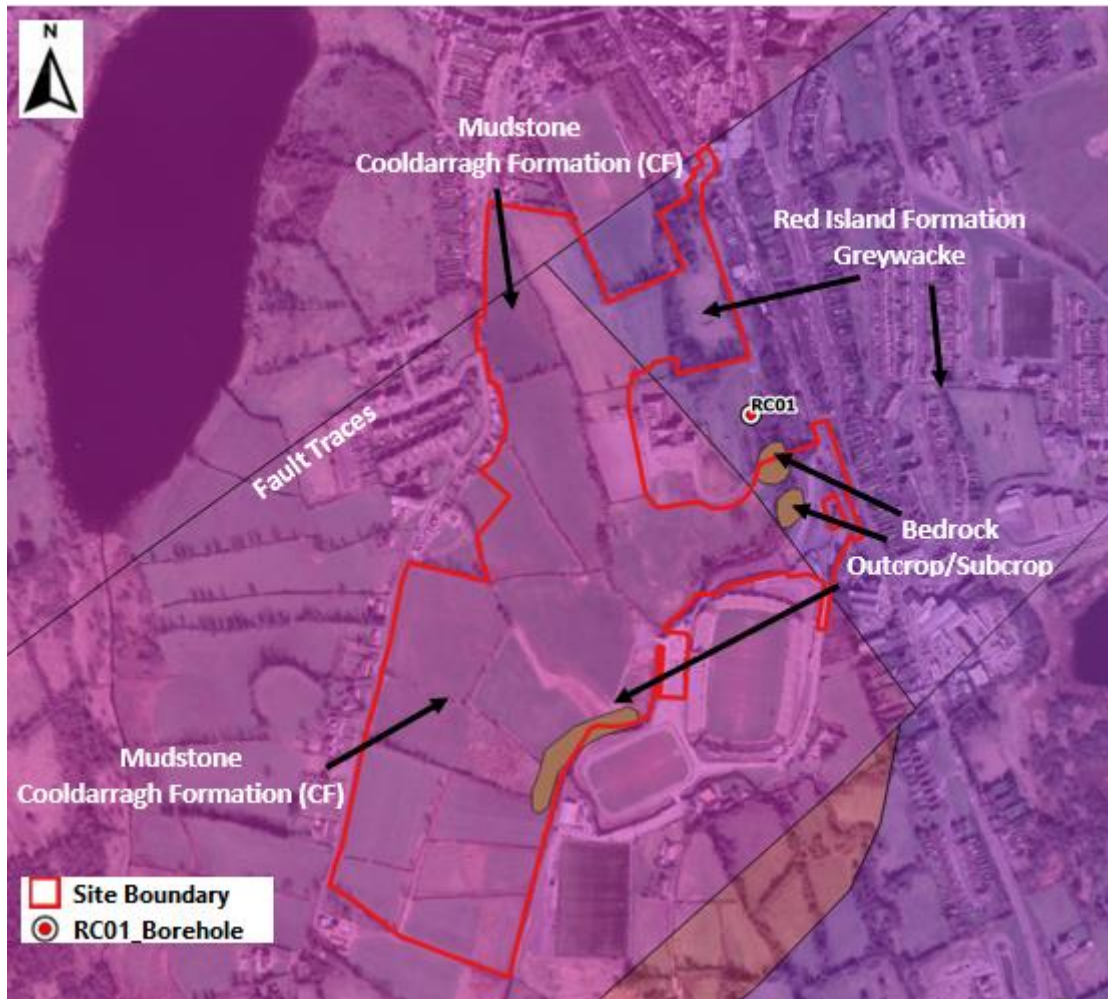 N
Mudstone
Cooldarragh Formation (CF)
Red Island Formation
Greywacke
Fault Traces
RC01
Bedrock
Outcrop/Subcrop
Mudstone
Cooldarragh Formation (CF)
Site Boundary
RC01_Borehole